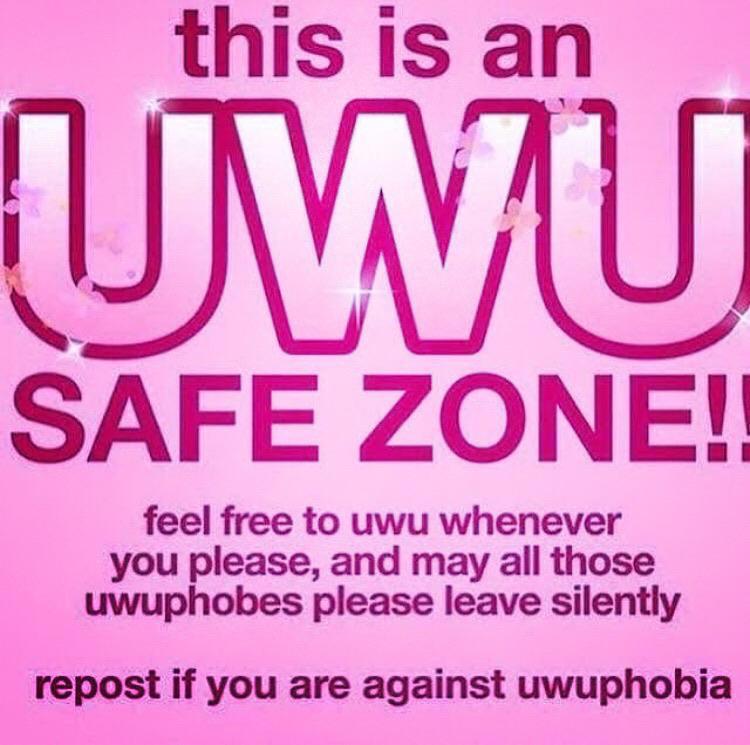 this is an
UWU
SAFE ZONE!!
feel free to uwu whenever
you please, and may all those
uwuphobes please leave silently
repost if you are against uwuphobia